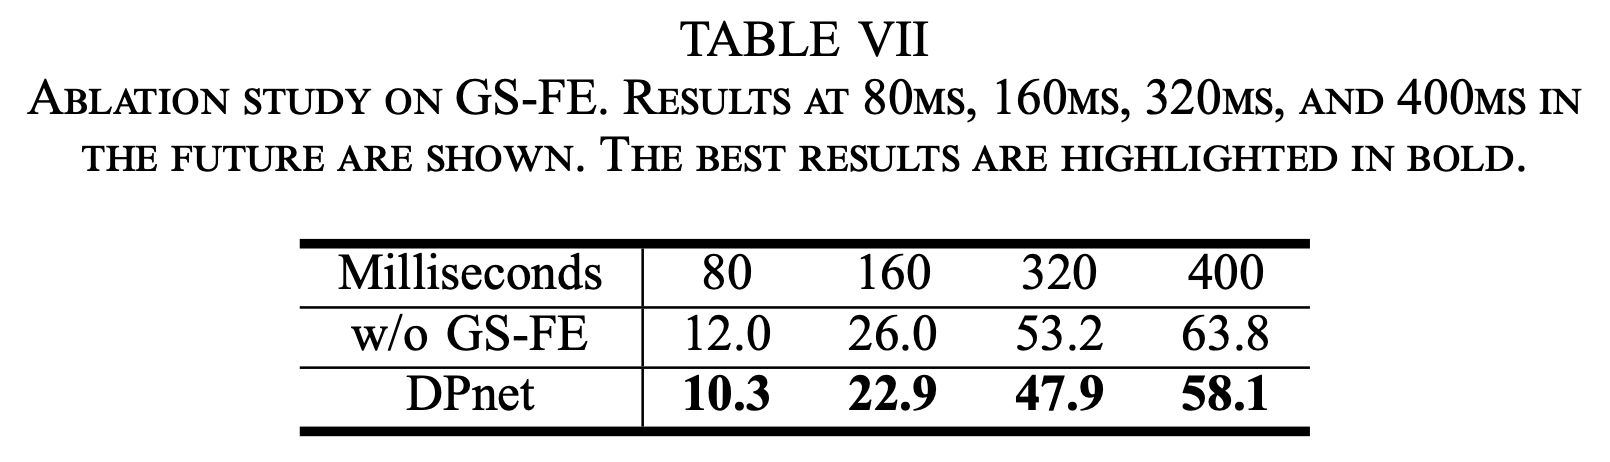 TABLE VII
ABLATION STUDY ON GS-FE. RESULTS AT 80MS, 160MS, 320MS, AND 400MS IN
THE FUTURE ARE SHOWN. THE BEST RESULTS ARE HIGHLIGHTED IN BOLD.
Milliseconds 80 160 320 400
w/o GS-FE 12.0 26.0 53.2 63.8
DPnet 10.3 22.9 47.9 58.1